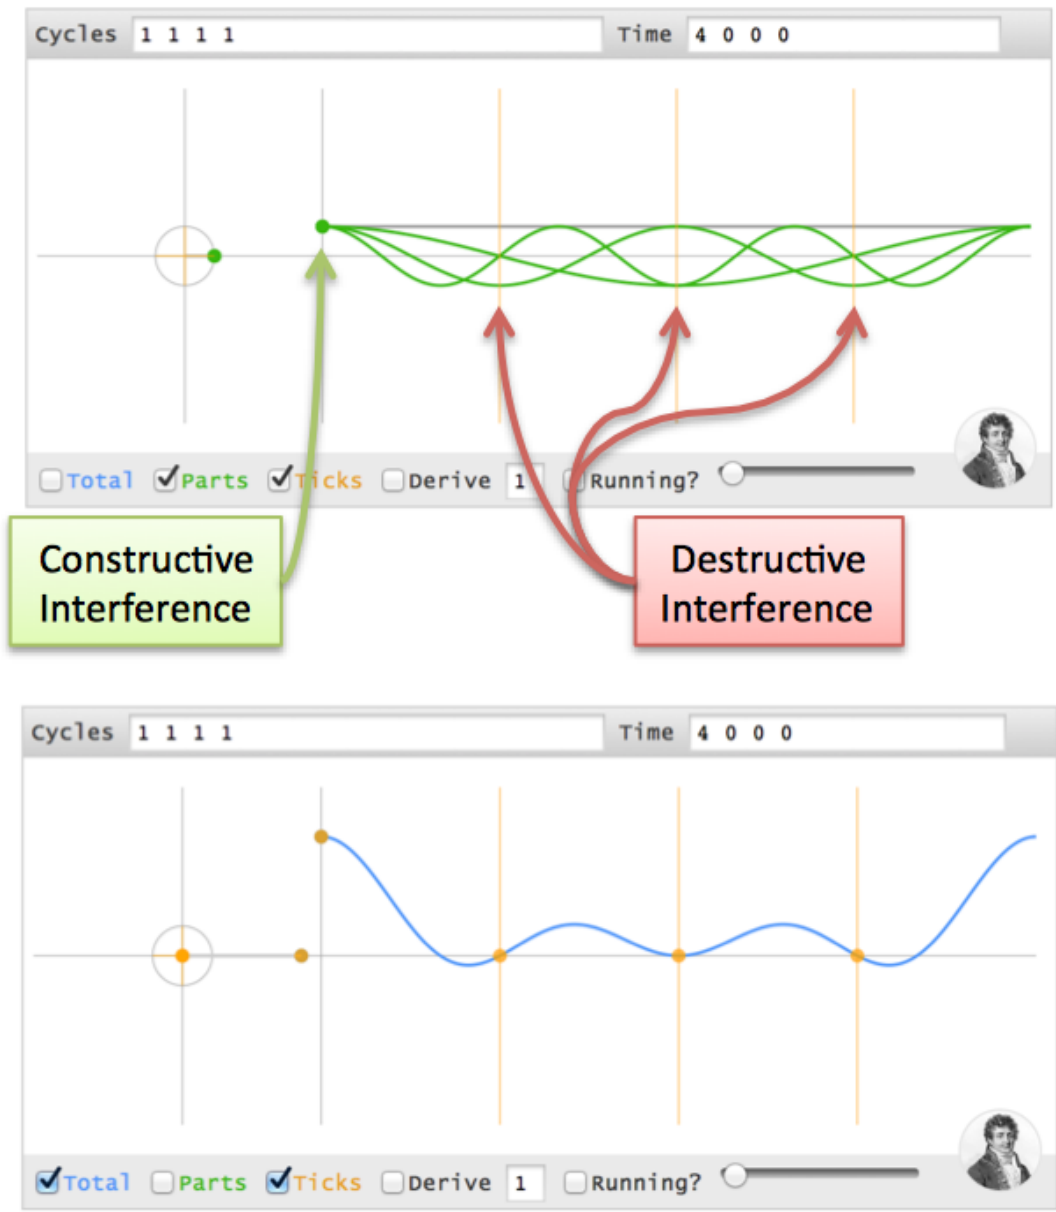 Cycles 1 1 1 1 Time 4 0 0 0
Total Parts Ticks Derive 1 Running?
Constructive
Interference
Destructive
Interference
Cycles 1 1 1 1 Time 4 0 0 0
Total Parts Ticks Derive 1 Running?